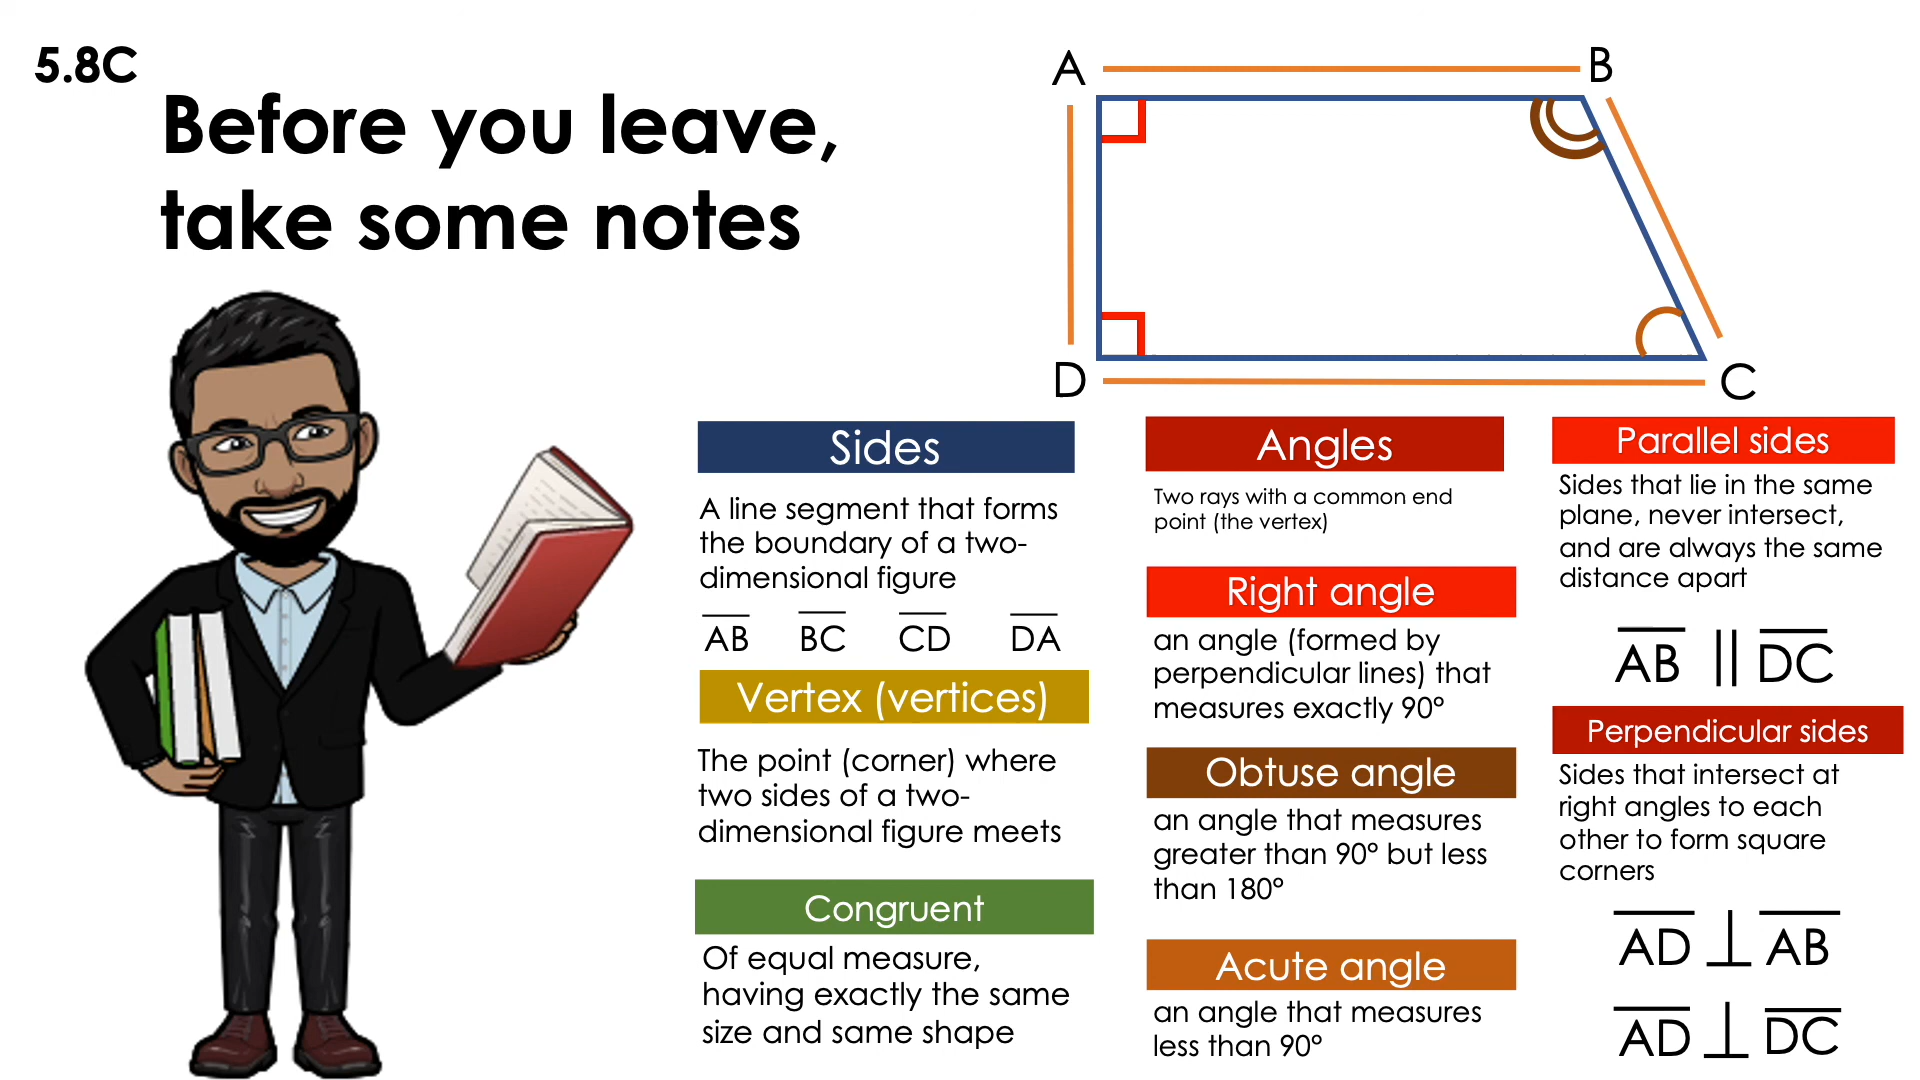 5.8C
Before you leave,
take some notes
A
B
D
C
Sides
A line segment that forms
the boundary of a two-
dimensional figure
AB BC CD DA
Vertex (vertices)
The point (corner) where
two sides of a two-
dimensional figure meets
Congruent
Of equal measure,
having exactly the same
size and same shape
Angles
Two rays with a common end
point (the vertex)
Right angle
an angle (formed by
perpendicular lines) that
measures exactly 90°
Obtuse angle
an angle that measures
greater than 90° but less
than 180°
Acute angle
an angle that measures
less than 90°
Parallel sides
Sides that lie in the same
plane, never intersect,
and are always the same
distance apart
AB || DC
Perpendicular sides
Sides that intersect at
right angles to each
other to form square
corners
AD ⊥ AB
AD ⊥ DC